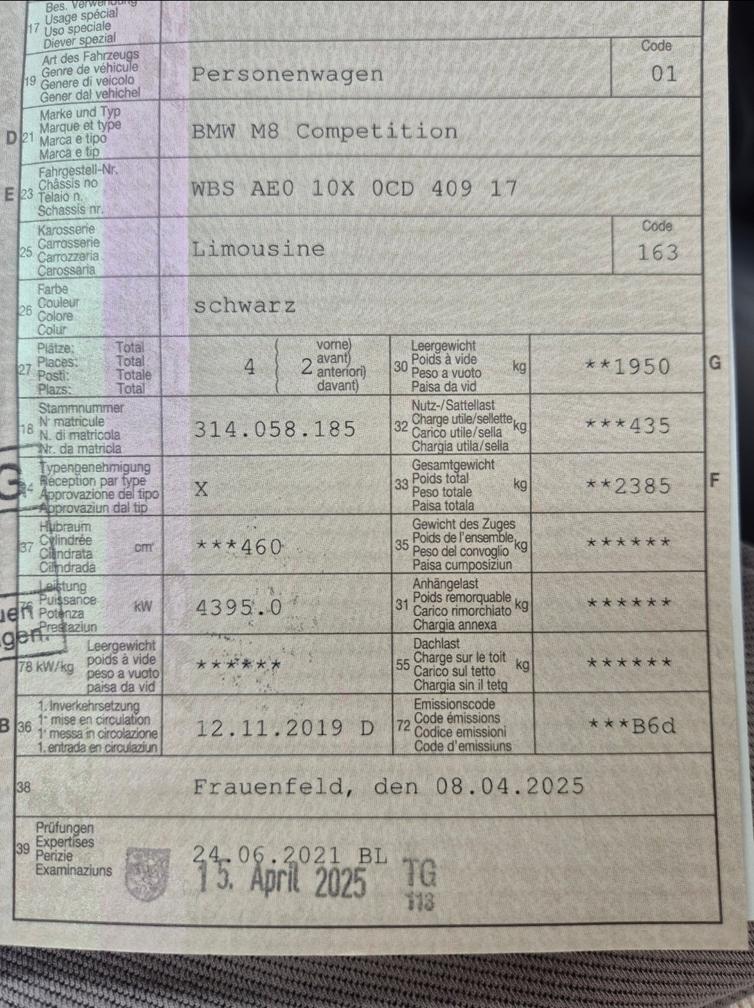 Bes. Verwendung
17 Usage spécial
Uso speciale
Diever spezial
Art des Fahrzeugs
Genre de véhicule
19 Genere di veicolo
Gener dal vehichel
Personenwagen
Code
01
D 21 Marke und Typ
Marque et type
Marca e tipo
Marca e tip
BMW M8 Competition
E 23 Fahrgestell-Nr.
Châssis no
Telaio n.
Schassis nr.
WBS AE0 10X 0CD 409 17
25 Karosserie
Carrosserie
Carrozzeria
Carossaria
Limousine
Code
163
26 Farbe
Couleur
Colore
Colur
schwarz
27 Plätze: Total
Places: Total
Posti: Totale
Plazs: Total
4 ( 2 vorne)
avant)
anteriori)
davant)
30 Leergewicht
Poids à vide
Peso a vuoto
Paisa da vid
kg
**1950
G
18 Stammnummer
N° matricule
N. di matricola
Nr. da matricla
314.058.185
32 Nutz-/Sattellast
Charge utile/sellette
Carico utile/sella
Chargia utila/sella
kg
***435
Typengenehmigung
Réception par type
Approvazione del tipo
Approvaziun dal tip
X
33 Gesamtgewicht
Poids total
Peso totale
Paisa totala
kg
**2385
F
37 Hubraum
Cylindrée
Cilindrata
Cilindrada
cm³
***460
35 Gewicht des Zuges
Poids de l'ensemble
Peso del convoglio
Paisa cumposiziun
kg
******
Leistung
Puissance
Potenza
Prestaziun
kW
4395.0
31 Anhängelast
Poids remorquable
Carico rimorchiato
Chargia annexa
kg
******
78 kW/kg Leergewicht
poids à vide
peso a vuoto
paisa da vid
******
55 Dachlast
Charge sur le toit
Carico sul tetto
Chargia sin il tetg
kg
******
B 36 1. Inverkehrsetzung
1re mise en circulation
1a messa in circolazione
1. entrada en circulaziun
12.11.2019 D
72 Emissionscode
Code émissions
Codice emissioni
Code d'emissiuns
***B6d
38
Frauenfeld, den 08.04.2025
39 Prüfungen
Expertises
Perizie
Examinaziuns
24.06.2021 BL
15. April 2025 TG
113